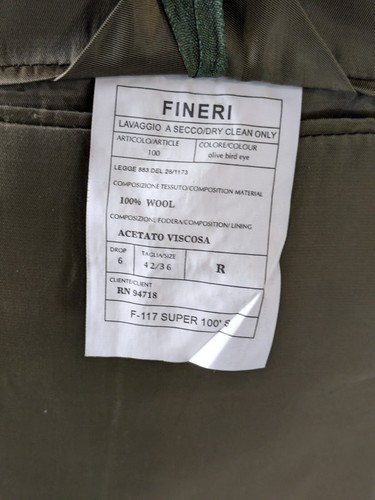 FINERI
LAVAGGIO A SECCO/DRY CLEAN ONLY
ARTICOLO/ARTICLE COLORE/COLOUR
100 olive bird eye
LEGGE 883 DEL 26/1173
COMPOSIZIONE TESSUTO/COMPOSITION MATERIAL
100% WOOL
COMPOSIZIONE/FODERA/COMPOSITION/ LINING
ACETATO VISCOSA
DROP TAGLIA/SIZE
6 42/36 R
CLIENTE/CLIENT
RN 94718
F-117 SUPER 100' S